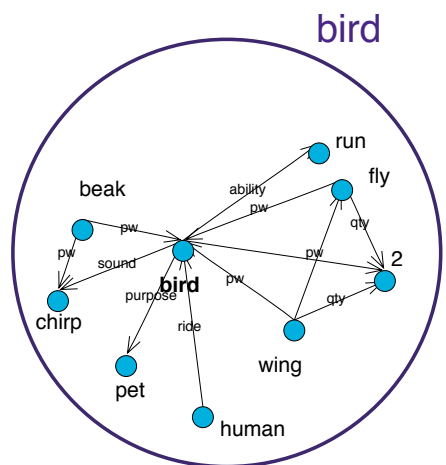 bird
run
fly
beak
ability
pw
qty
pw
pw
sound
pw
2
bird
purpose
pw
qty
chirp
ride
wing
pet
human